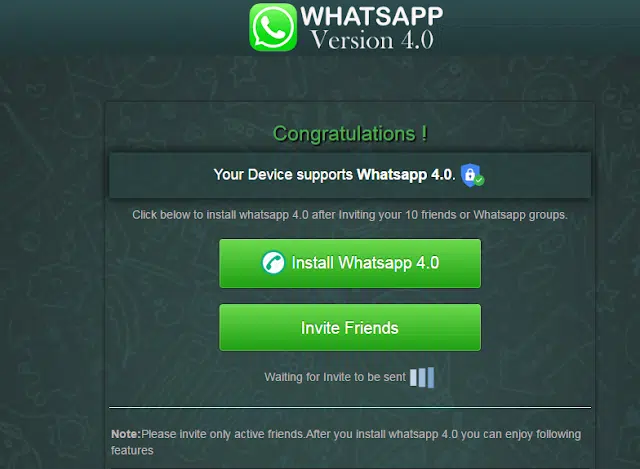 WHATSAPP
Version 4.0
Congratulations !
Your Device supports Whatsapp 4.0.
Click below to install whatsapp 4.0 after Inviting your 10 friends or Whatsapp groups.
Install Whatsapp 4.0
Invite Friends
Waiting for Invite to be sent
Note:Please invite only active friends.After you install whatsapp 4.0 you can enjoy following
features